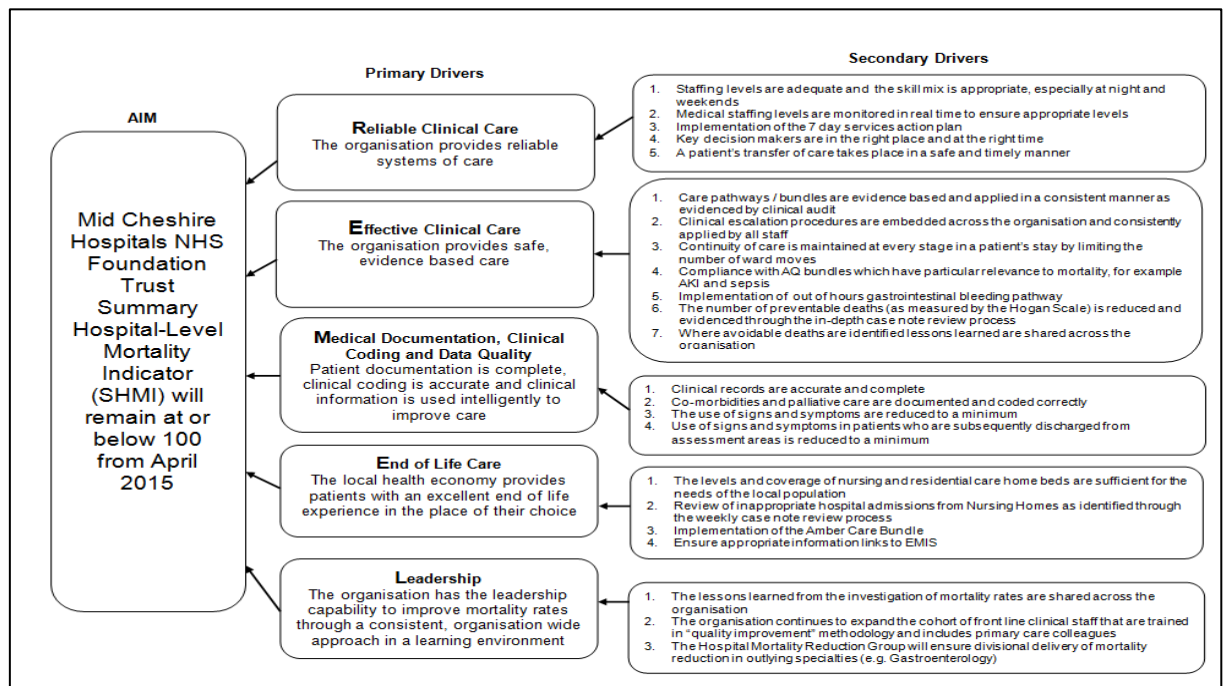 Secondary Drivers
Primary Drivers
AIM
Mid Cheshire
Hospitals NHS
Foundation
Trust
Summary
Hospital-Level
Mortality
Indicator
(SHMI) will
remain at or
below 100
from April
2015
Reliable Clinical Care
The organisation provides reliable
systems of care
1. Staffing levels are adequate and the skill mix is appropriate, especially at night and
weekends
2. Medical staffing levels are monitored in real time to ensure appropriate levels
3. Implementation of the 7 day services action plan
4. Key decision makers are in the right place and at the right time
5. A patient's transfer of care takes place in a safe and timely manner
Effective Clinical Care
The organisation provides safe,
evidence based care
1. Care pathways / bundles are evidence based and applied in a consistent manner as
evidenced by clinical audit
2. Clinical escalation procedures are embedded across the organisation and consistently
applied by all staff
3. Continuity of care is maintained at every stage in a patient's stay by limiting the
number of ward moves
4. Compliance with AQ bundles which have particular relevance to mortality, for example
AKI and sepsis
5. Implementation of out of hours gastrointestinal bleeding pathway
6. The number of preventable deaths (as measured by the Hogan Scale) is reduced and
evidenced through the in-depth case note review process
7. Where avoidable deaths are identified lessons learned are shared across the
organisation
Medical Documentation, Clinical
Coding and Data Quality
Patient documentation is complete,
clinical coding is accurate and clinical
information is used intelligently to
improve care
1. Clinical records are accurate and complete
2. Co-morbidities and palliative care are documented and coded correctly
3. The use of signs and symptoms are reduced to a minimum
4. Use of signs and symptoms in patients who are subsequently discharged from
assessment areas is reduced to a minimum
End of Life Care
The local health economy provides
patients with an excellent end of life
experience in the place of their choice
1. The levels and coverage of nursing and residential care home beds are sufficient for the
needs of the local population
2. Review of inappropriate hospital admissions from Nursing Homes as identified through
the weekly case note review process
3. Implementation of the Amber Care Bundle
4. Ensure appropriate information links to EMIS
Leadership
The organisation has the leadership
capability to improve mortality rates
through a consistent, organisation wide
approach in a learning environment
1. The lessons learned from the investigation of mortality rates are shared across the
organisation
2. The organisation continues to expand the cohort of front line clinical staff that are trained
in "quality improvement" methodology and includes primary care colleagues
3. The Hospital Mortality Reduction Group will ensure divisional delivery of mortality
reduction in outlying specialties (e.g. Gastroenterology)